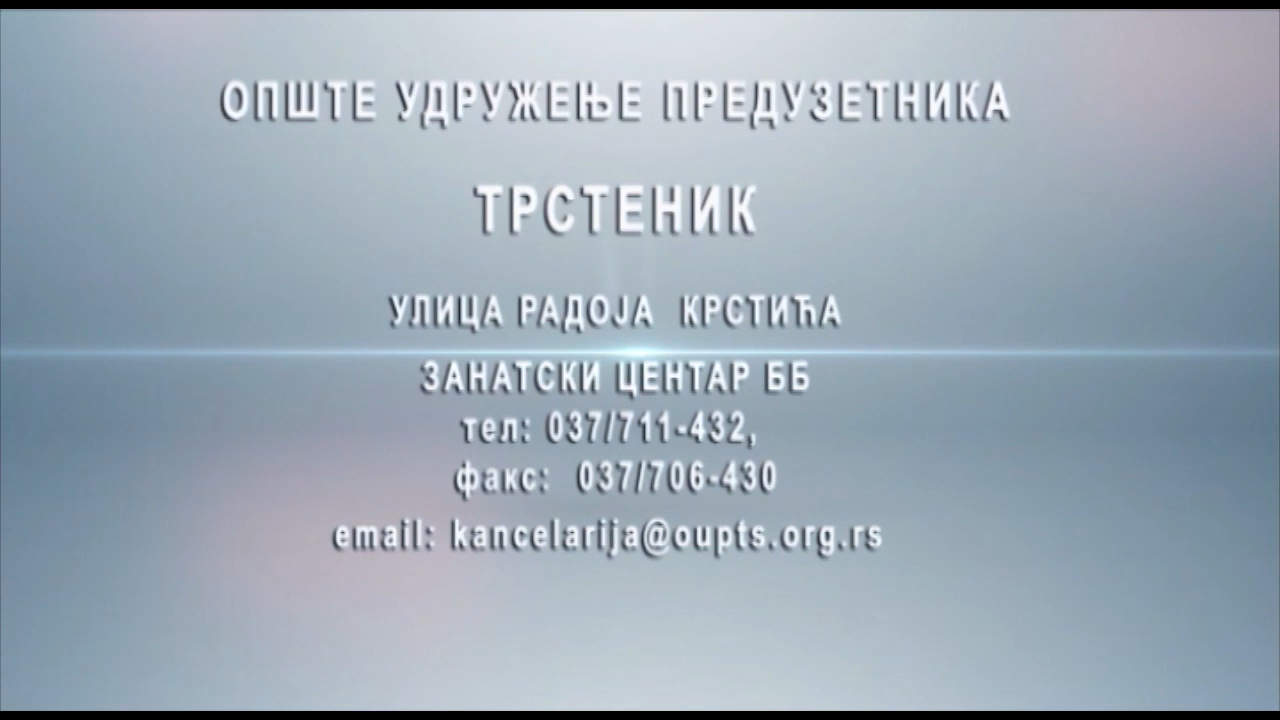 ОПШТЕ УДРУЖЕЊЕ ПРЕДУЗЕТНИКА
ТРСТЕНИК
УЛИЦА РАДОЈА КРСТИЋА
ЗАНАТСКИ ЦЕНТАР ББ
тел: 037/711-432,
факс: 037/706-430
email: kancelarija@oupts.org.rs